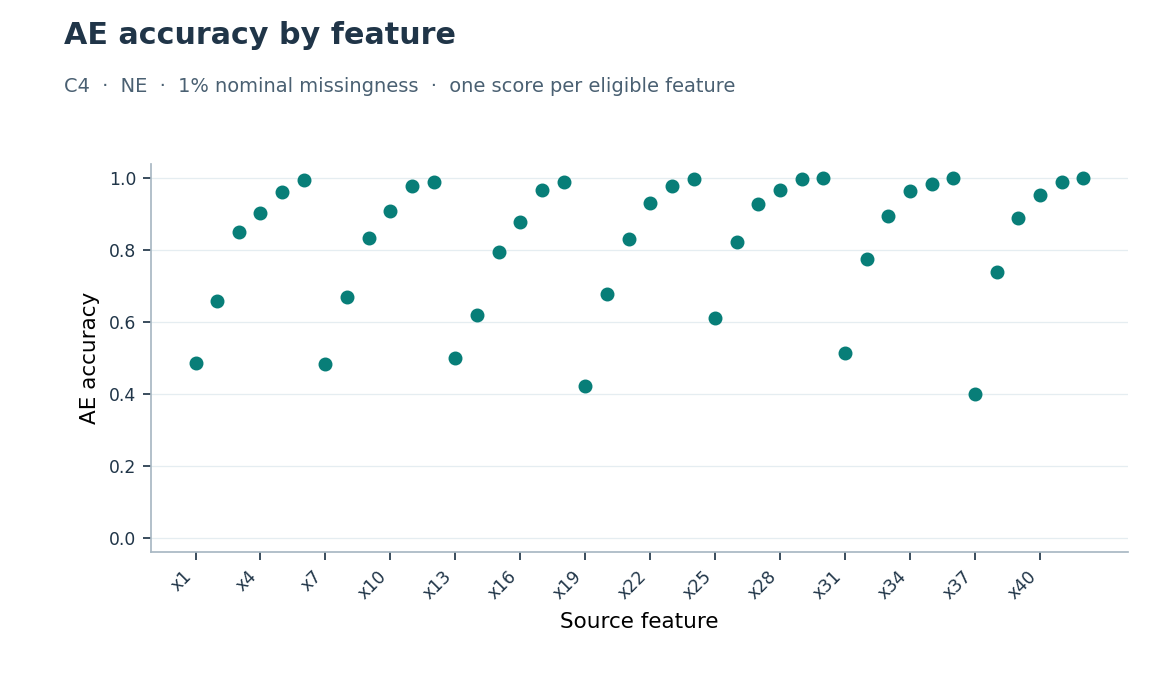 AE accuracy by feature
C4 · NE · 1% nominal missingness · one score per eligible feature
AE accuracy
1.0
0.8
0.6
0.4
0.2
0.0
x1 x4 x7 x10 x13 x16 x19 x22 x25 x28 x31 x34 x37 x40
Source feature